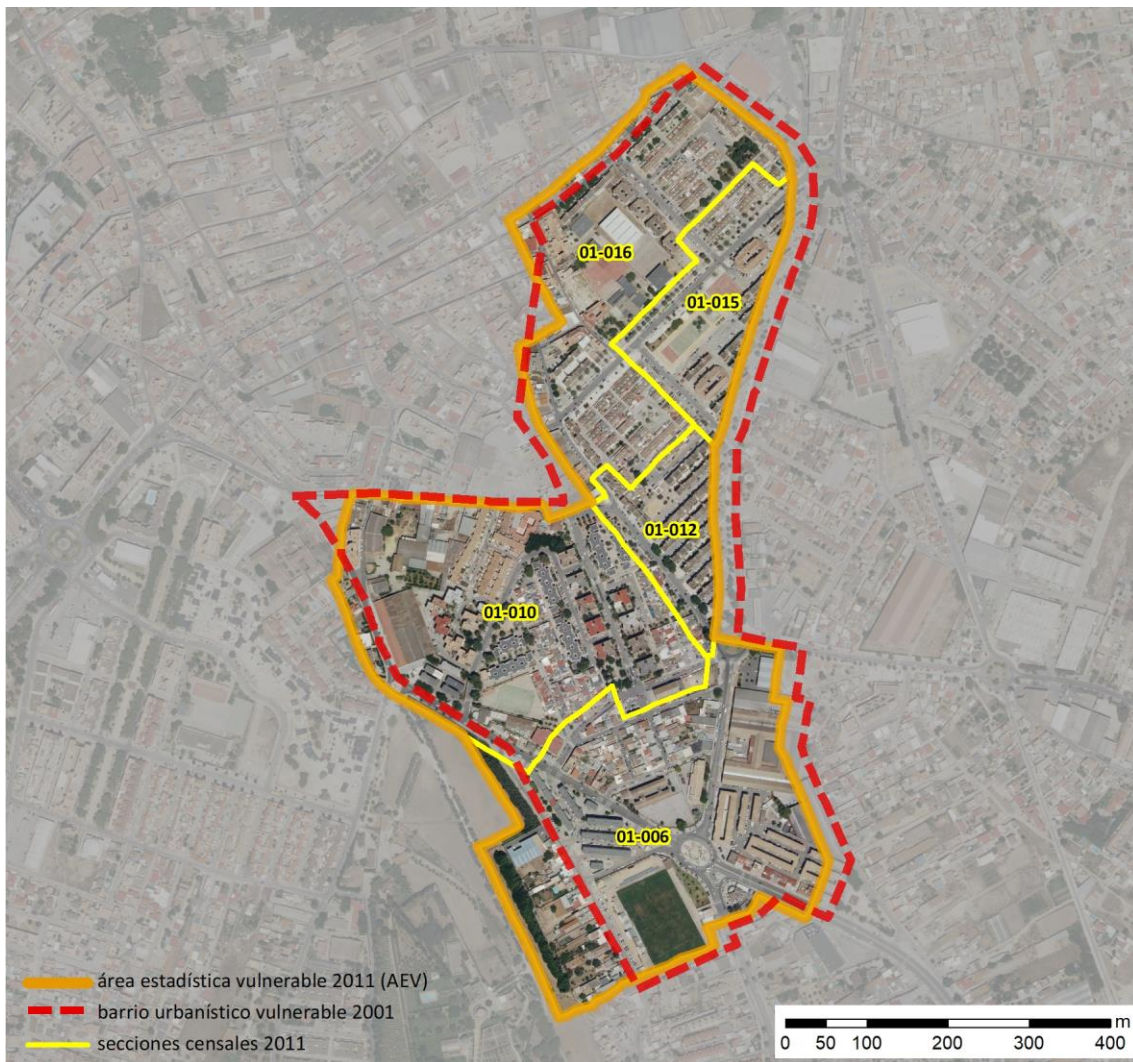 01-016
01-015
01-012
01-010
01-006
área estadística vulnerable 2011 (AEV)
barrio urbanístico vulnerable 2001
secciones censales 2011
m
0 50 100 200 300 400